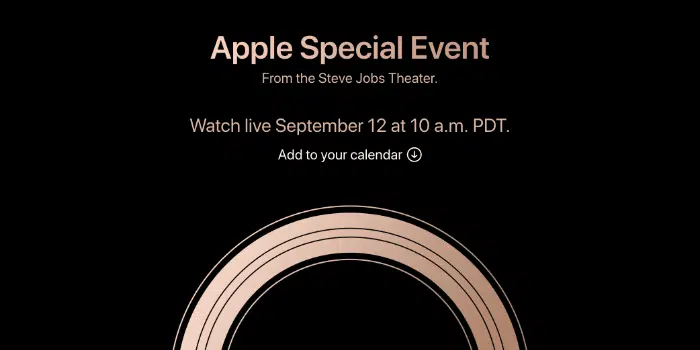 Apple Special Event
From the Steve Jobs Theater.
Watch live September 12 at 10 a.m. PDT.
Add to your calendar